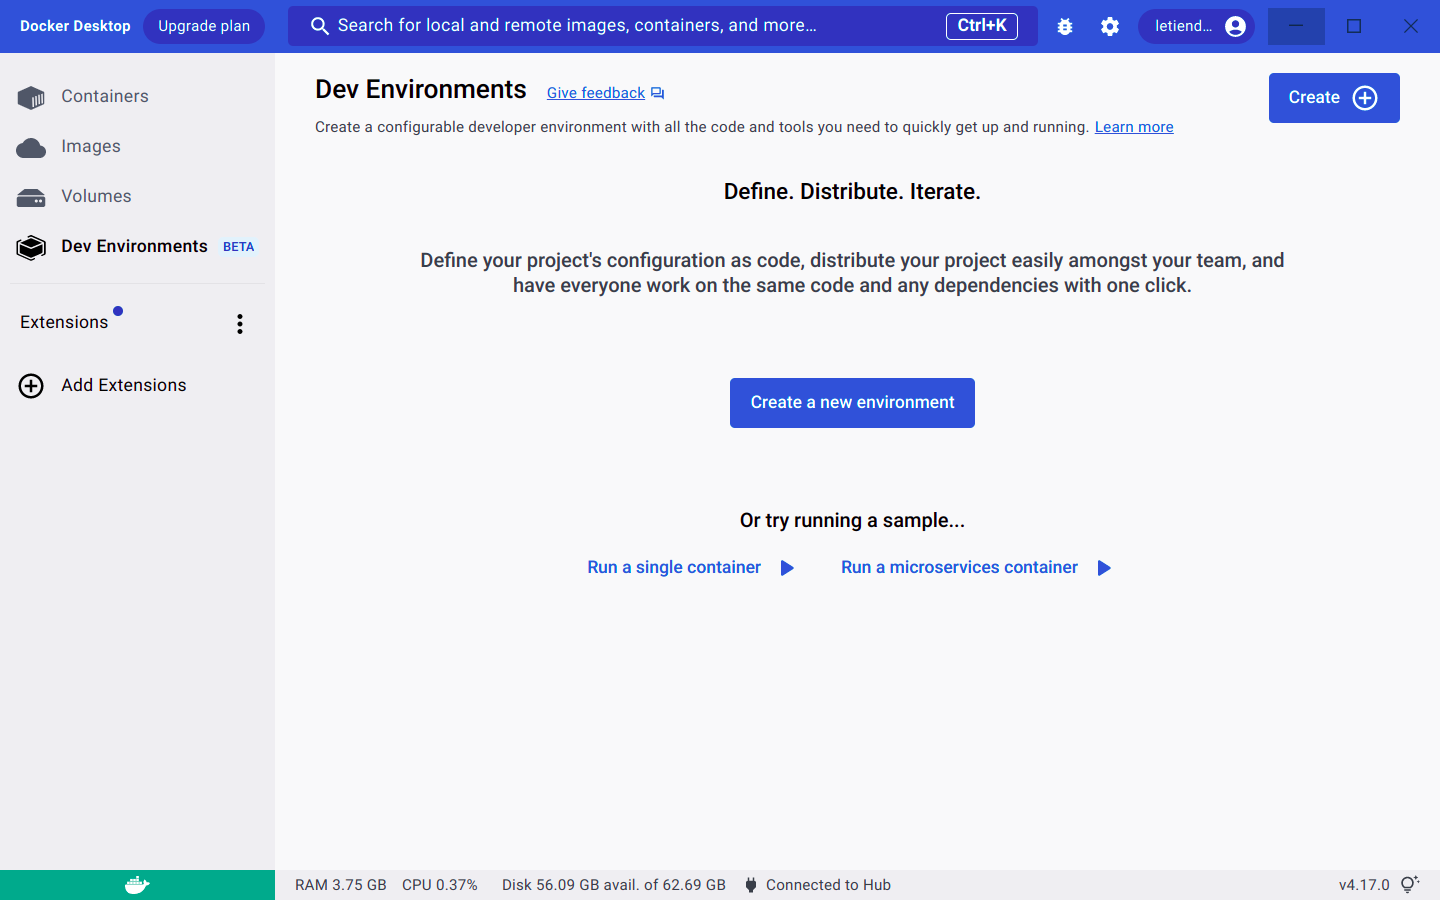 Docker Desktop
Upgrade plan
Search for local and remote images, containers, and more...
Ctrl+K
letiend...
Containers
Images
Volumes
Dev Environments BETA
Extensions
Add Extensions
Dev Environments
Give feedback
Create
Create a configurable developer environment with all the code and tools you need to quickly get up and running. Learn more
Define. Distribute. Iterate.
Define your project's configuration as code, distribute your project easily amongst your team, and
have everyone work on the same code and any dependencies with one click.
Create a new environment
Or try running a sample...
Run a single container
Run a microservices container
RAM 3.75 GB CPU 0.37% Disk 56.09 GB avail. of 62.69 GB Connected to Hub
v4.17.0